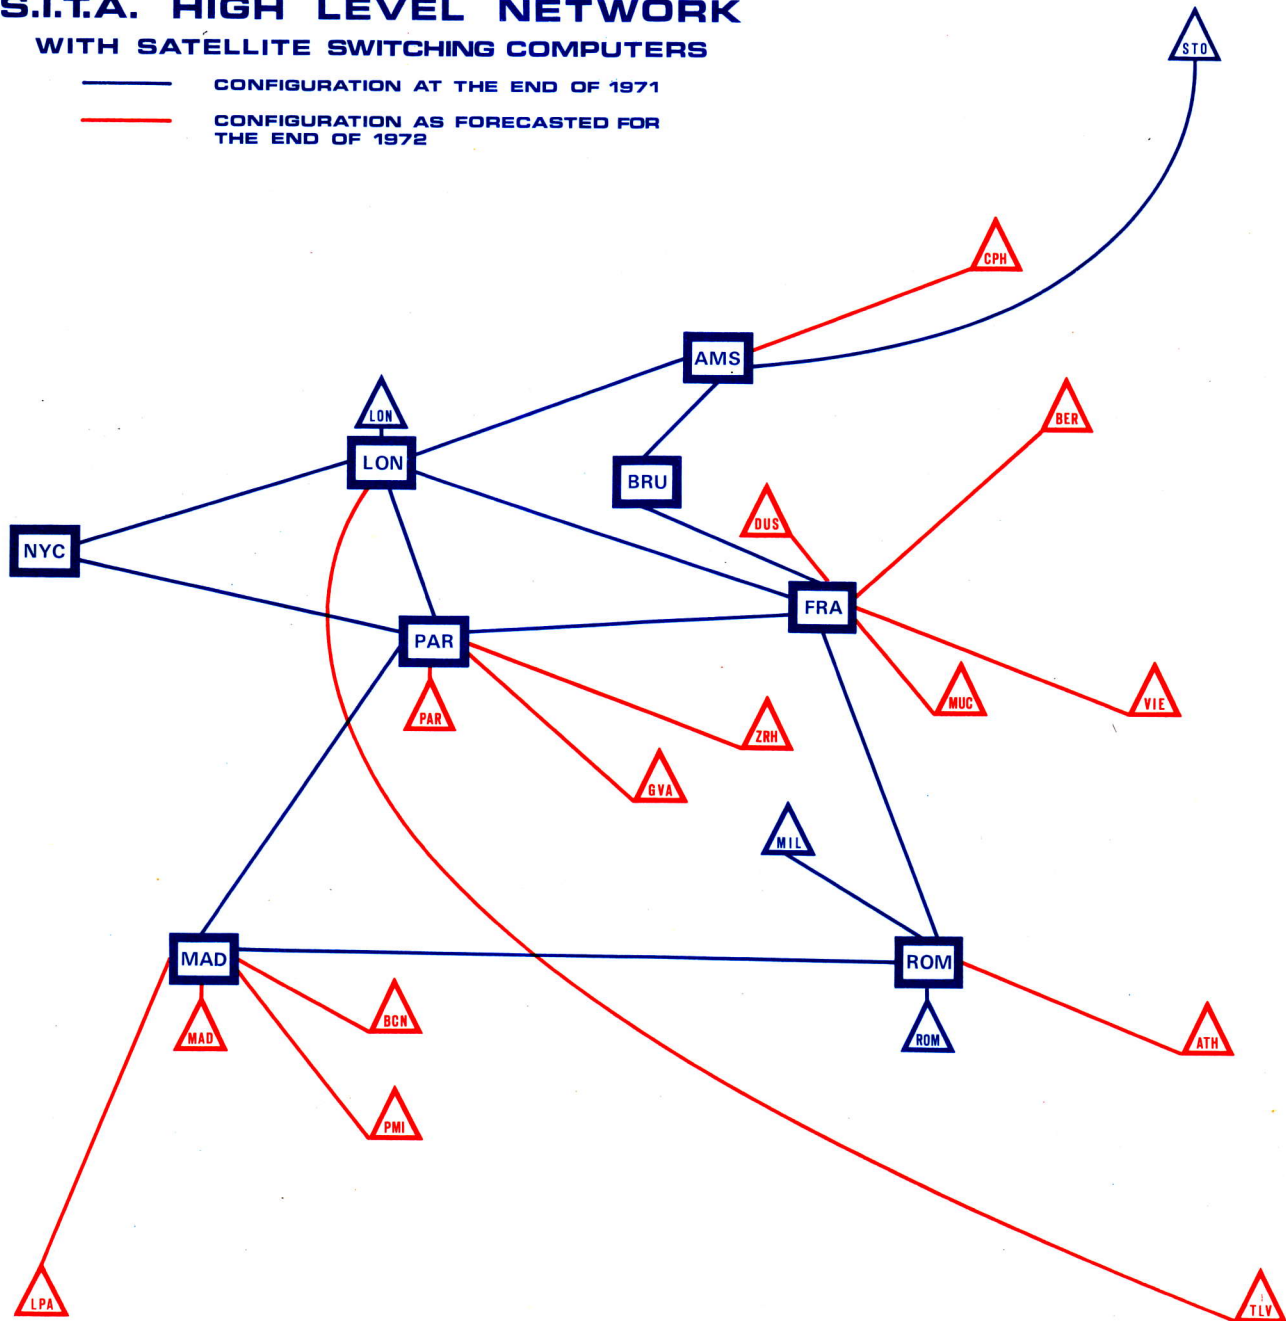 S.I.T.A. HIGH LEVEL NETWORK
WITH SATELLITE SWITCHING COMPUTERS
CONFIGURATION AT THE END OF 1971
CONFIGURATION AS FORECASTED FOR
THE END OF 1972
STO
CPH
AMS
BER
LON
LON
BRU
DUS
NYC
FRA
PAR
MUC
VIE
PAR
ZRH
GVA
MIL
MAD
ROM
BCN
MAD
ROM
ATH
PMI
LPA
TLV